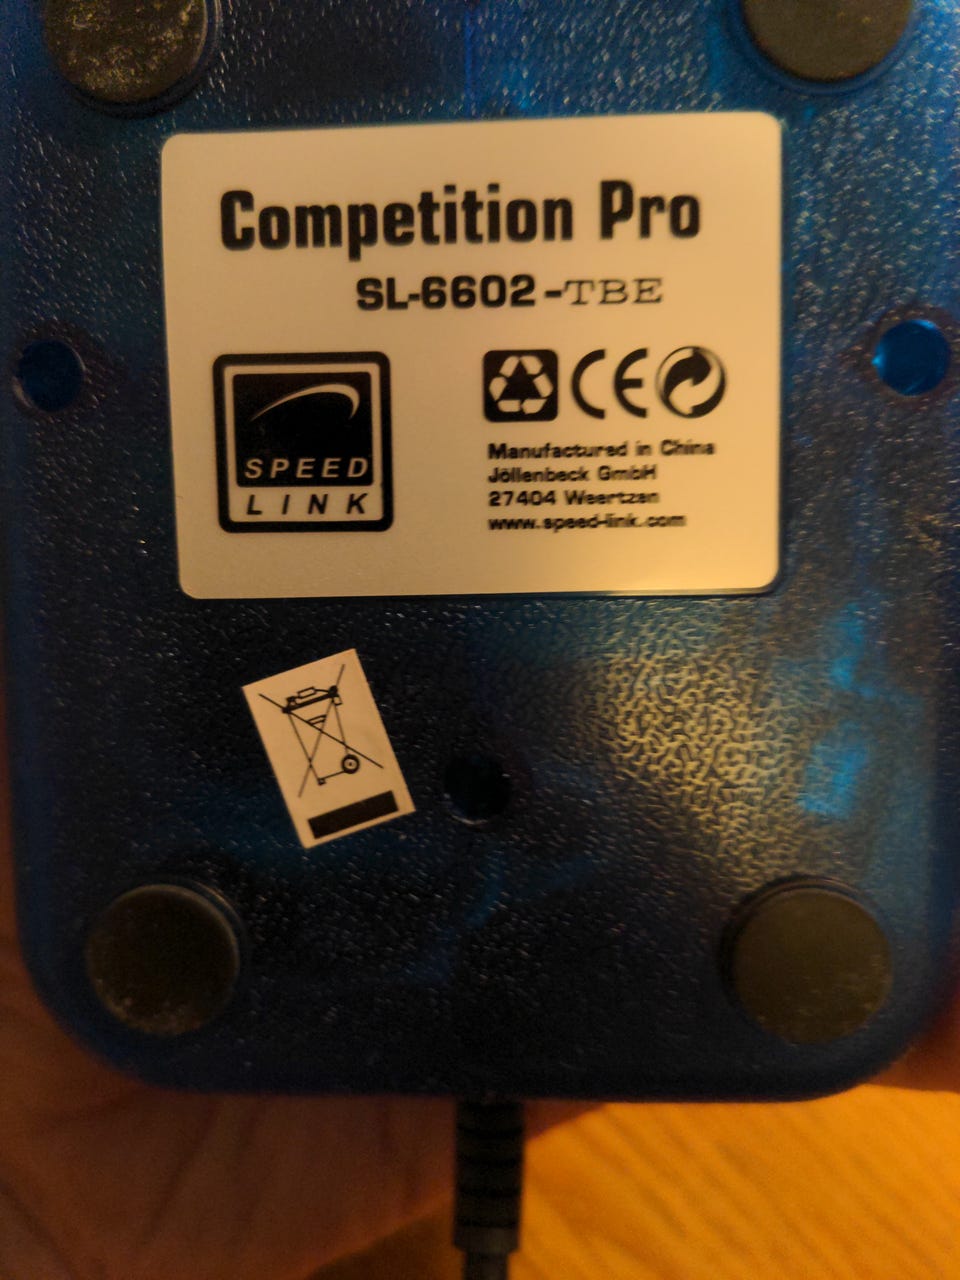 Competition Pro
SL-6602-TBE
SPEED
LINK
CE
Manufactured in China
Jöllenbeck GmbH
27404 Weertzen
www.speed-link.com